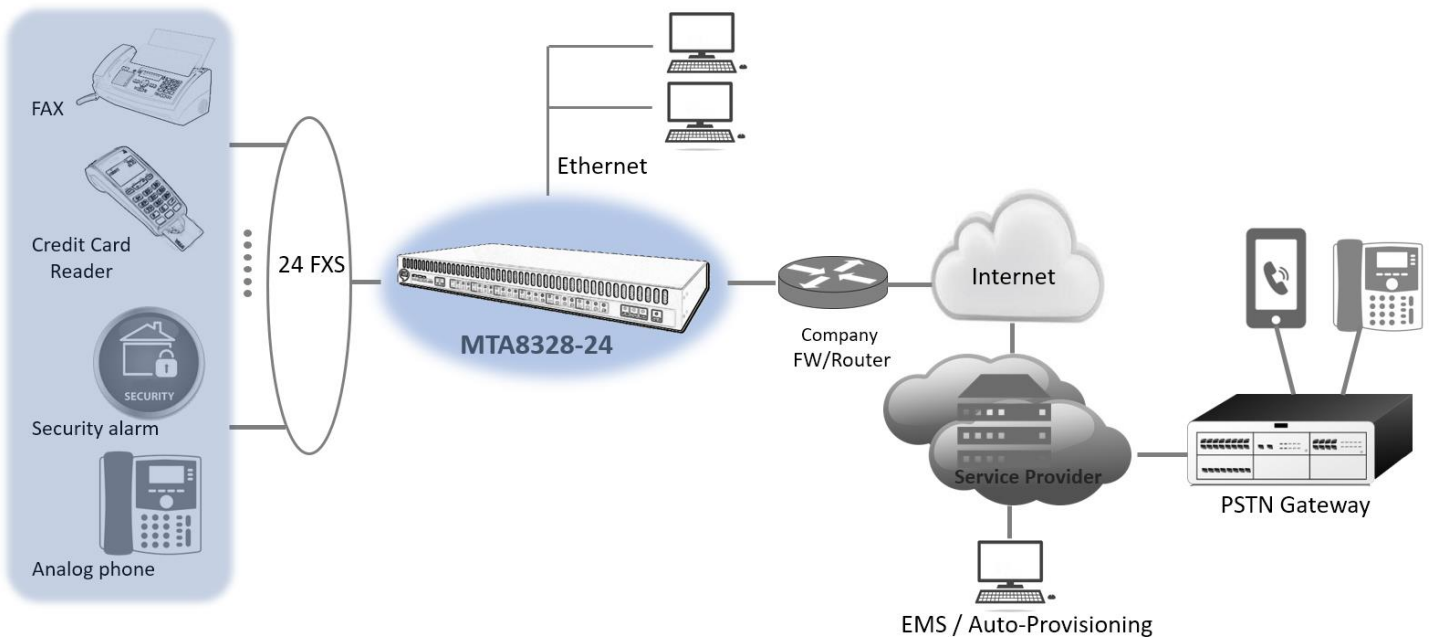 FAX
Credit Card
Reader
SECURITY
Security alarm
Analog phone
24 FXS
Ethernet
MTA8328-24
Company
FW/Router
Internet
Service Provider
EMS / Auto-Provisioning
PSTN Gateway